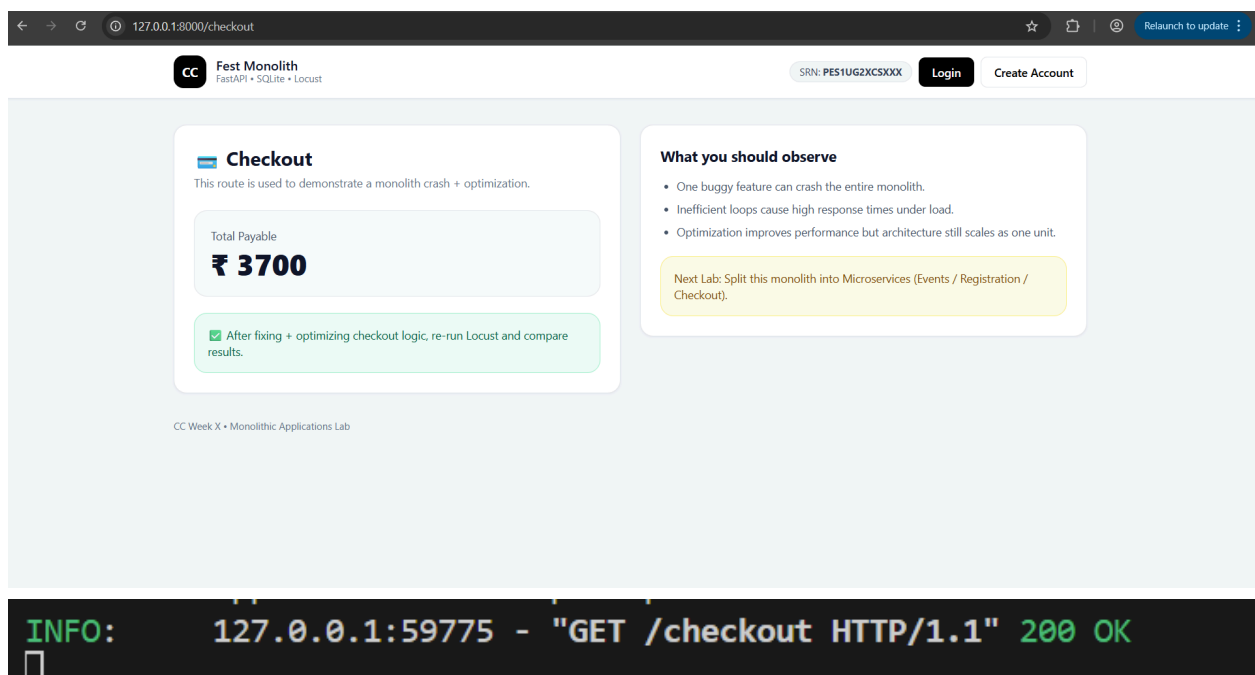 127.0.0.1:8000/checkout
Relaunch to update
CC
Fest Monolith
FastAPI • SQLite • Locust
SRN: PES1UG2XCSXXX
Login
Create Account
Checkout
This route is used to demonstrate a monolith crash + optimization.
Total Payable
₹ 3700
✅ After fixing + optimizing checkout logic, re-run Locust and compare
results.
What you should observe
• One buggy feature can crash the entire monolith.
• Inefficient loops cause high response times under load.
• Optimization improves performance but architecture still scales as one unit.
Next Lab: Split this monolith into Microservices (Events / Registration /
Checkout).
CC Week X • Monolithic Applications Lab
INFO: 127.0.0.1:59775 - "GET /checkout HTTP/1.1" 200 OK